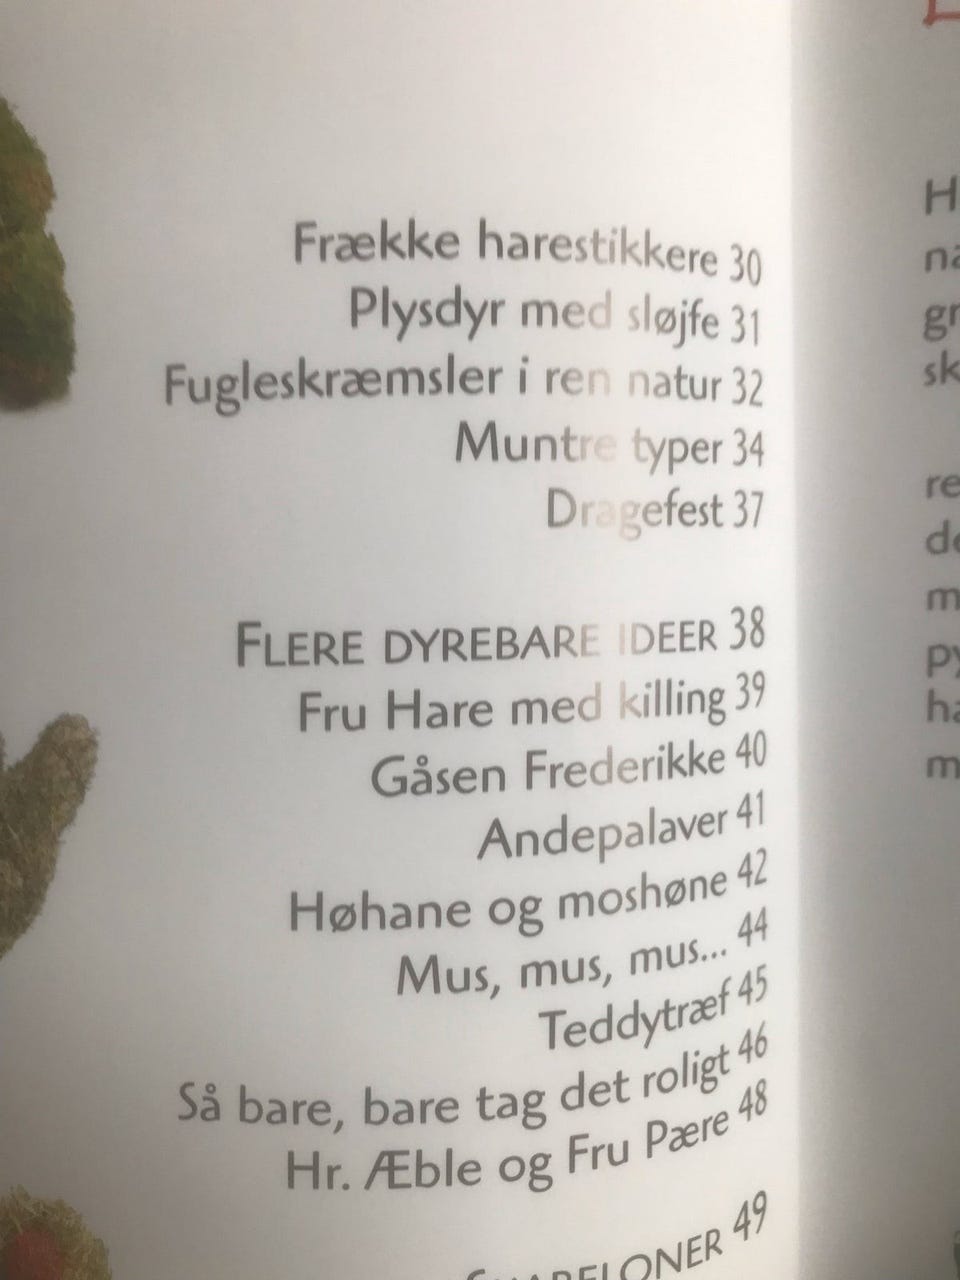 Frække harestikkere 30
Plysdyr med sløjfe 31
Fugleskræmsler i ren natur 32
Muntre typer 34
Dragefest 37
FLERE DYREBARE IDEER 38
Fru Hare med killing 39
Gåsen Frederikke 40
Andepalaver 41
Høhane og moshøne 42
Mus, mus, mus... 44
Teddytræf 45
Så bare, bare tag det roligt 46
Hr. Æble og Fru Pære 48
49